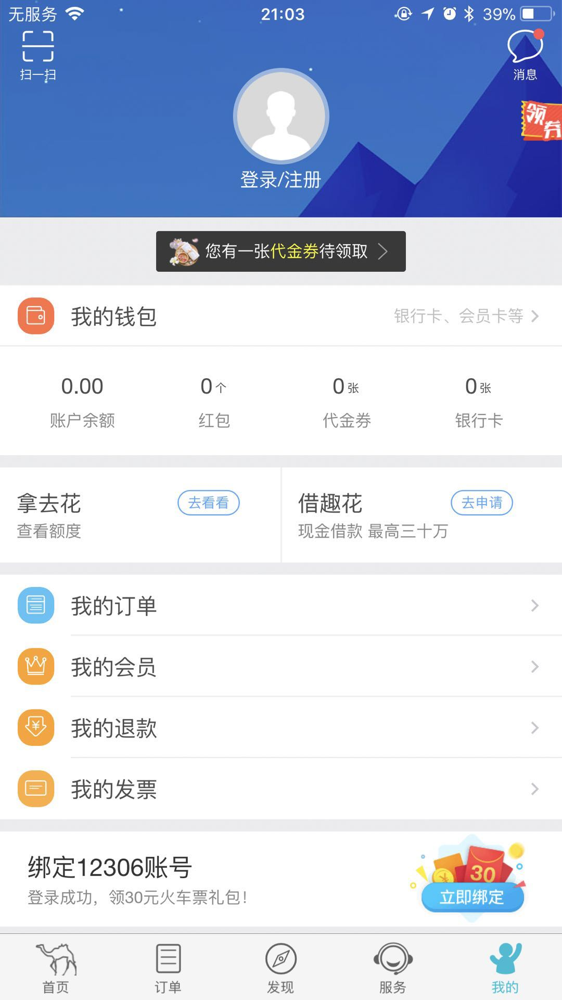 无服务 21:03 39%
扫一扫
消息
领券
登录/注册
您有一张代金券待领取
我的钱包 银行卡、会员卡等
0.00 0个 0张 0张
账户余额 红包 代金券 银行卡
拿去花 去看看
查看额度
借趣花 去申请
现金借款 最高三十万
我的订单
我的会员
我的退款
我的发票
绑定12306账号
登录成功，领30元火车票礼包！
30
立即绑定
首页 订单 发现 服务 我的